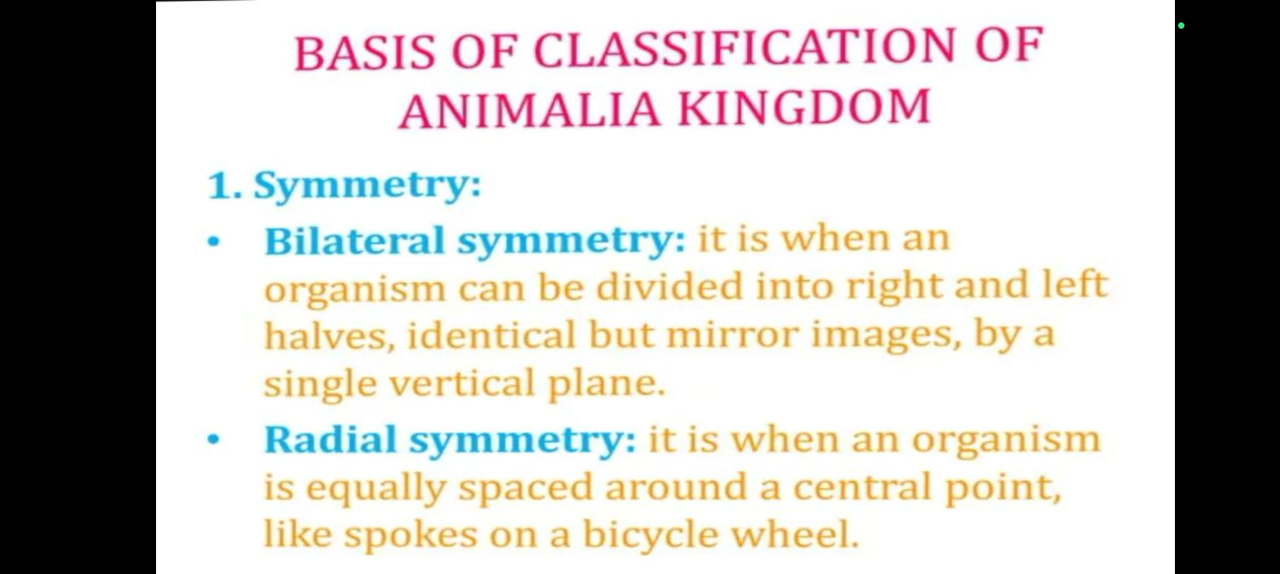 BASIS OF CLASSIFICATION OF
ANIMALIA KINGDOM
1. Symmetry:
• Bilateral symmetry: it is when an
organism can be divided into right and left
halves, identical but mirror images, by a
single vertical plane.
• Radial symmetry: it is when an organism
is equally spaced around a central point,
like spokes on a bicycle wheel.